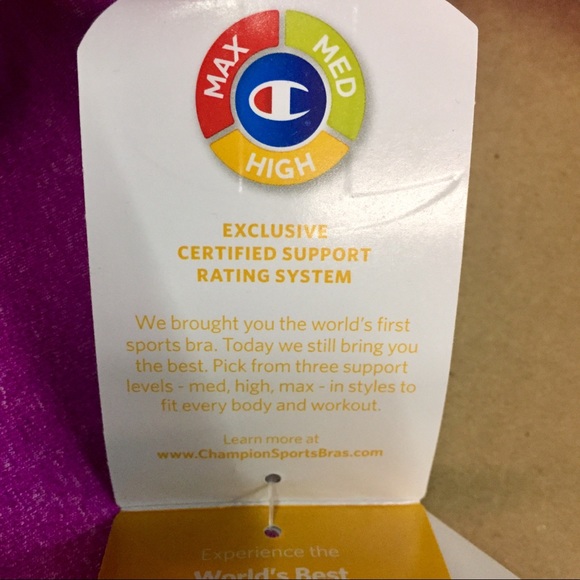 MAX
MED
HIGH
EXCLUSIVE
CERTIFIED SUPPORT
RATING SYSTEM
We brought you the world's first
sports bra. Today we still bring you
the best. Pick from three support
levels - med, high, max - in styles to
fit every body and workout.
Learn more at
www.ChampionSportsBras.com
Experience the
World's Best